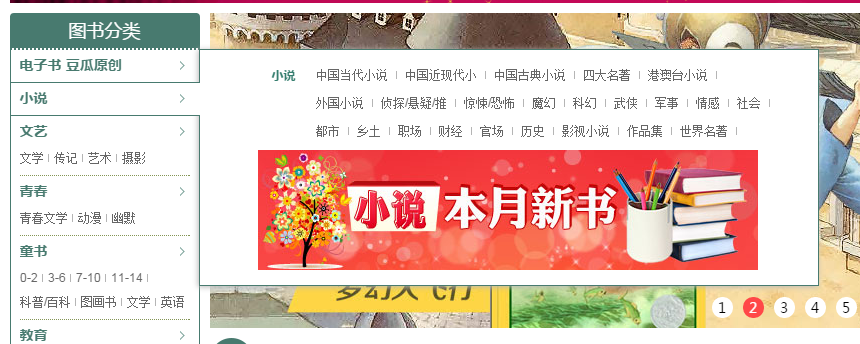 图书分类
电子书 豆瓜原创
小说
文艺
文学 | 传记 | 艺术 | 摄影
青春
青春文学 | 动漫 | 幽默
童书
0-2 | 3-6 | 7-10 | 11-14 |
科普/百科 | 图画书 | 文学 | 英语
教育
小说 中国当代小说 | 中国近现代小 | 中国古典小说 | 四大名著 | 港澳台小说 |
外国小说 | 侦探/悬疑/推 | 惊悚/恐怖 | 魔幻 | 科幻 | 武侠 | 军事 | 情感 | 社会 |
都市 | 乡土 | 职场 | 财经 | 官场 | 历史 | 影视小说 | 作品集 | 世界名著 |
小说 本月新书
1 2 3 4 5